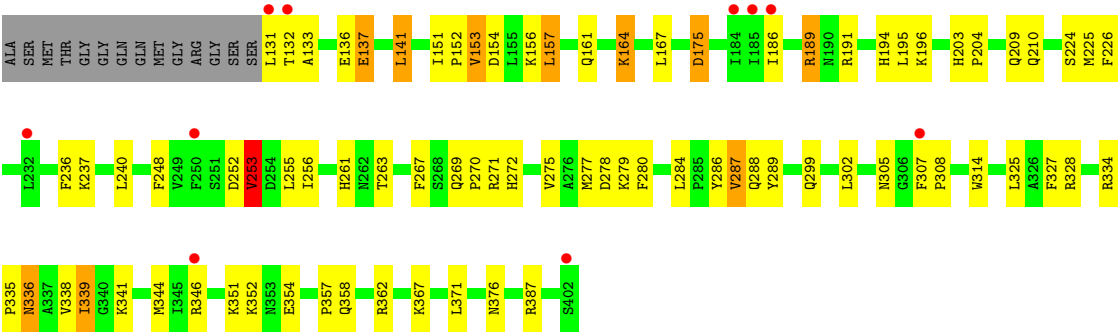 ALA SER MET THR GLY GLY GLN GLN MET GLY ARG GLY SER SER L131 T132 A133 E136 E137 L141 I151 P152 V153 D154 L155 K156 L157 Q161 K164 L167 D175 I184 I185 I186 R189 N190 R191 H194 L195 K196 H203 P204 Q209 Q210 S224 M225 F226
L232 F236 K237 L240 F248 V249 F250 S251 D252 V253 D254 L255 I256 H261 N262 T263 F267 S268 Q269 P270 R271 H272 V275 A276 M277 D278 K279 F280 L284 P285 Y286 V287 Q288 Y289 Q299 L302 N305 G306 F307 P308 W314 L325 A326 F327 R328 R334
P335 N336 A337 V338 I339 G340 K341 M344 I345 R346 K351 K352 N353 E354 P357 Q358 R362 K367 L371 N376 R387 S402